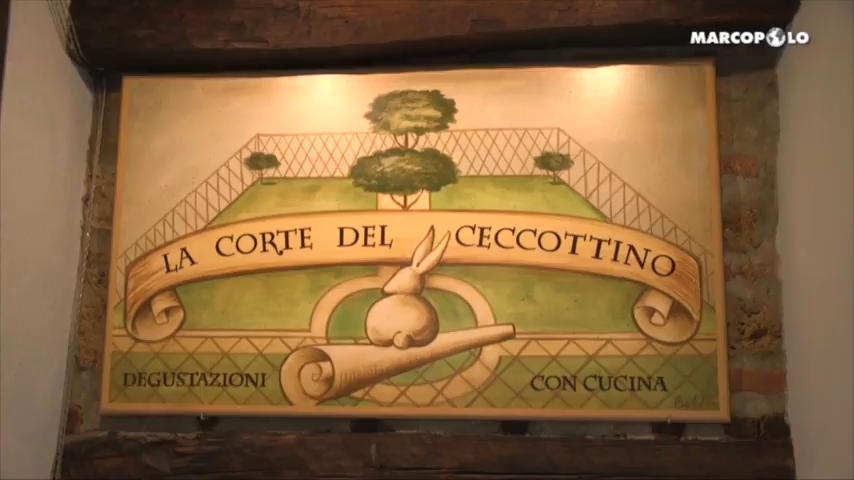 MARCOPOLO
LA CORTE DEL CECCOTTINO
DEGUSTAZIONI
CON CUCINA